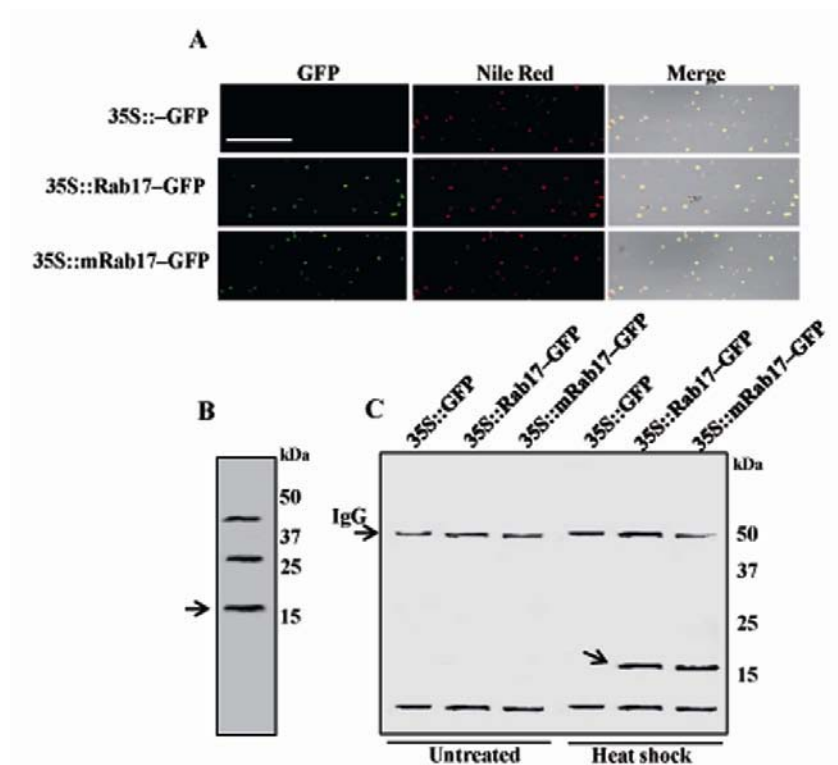 A
GFP Nile Red Merge
35S::–GFP
35S::Rab17–GFP
35S::mRab17–GFP
B
kDa
50
37
25
15
C
35S::GFP
35S::Rab17–GFP
35S::mRab17–GFP
35S::GFP
35S::Rab17–GFP
35S::mRab17–GFP
kDa
IgG
50
37
25
15
Untreated Heat shock